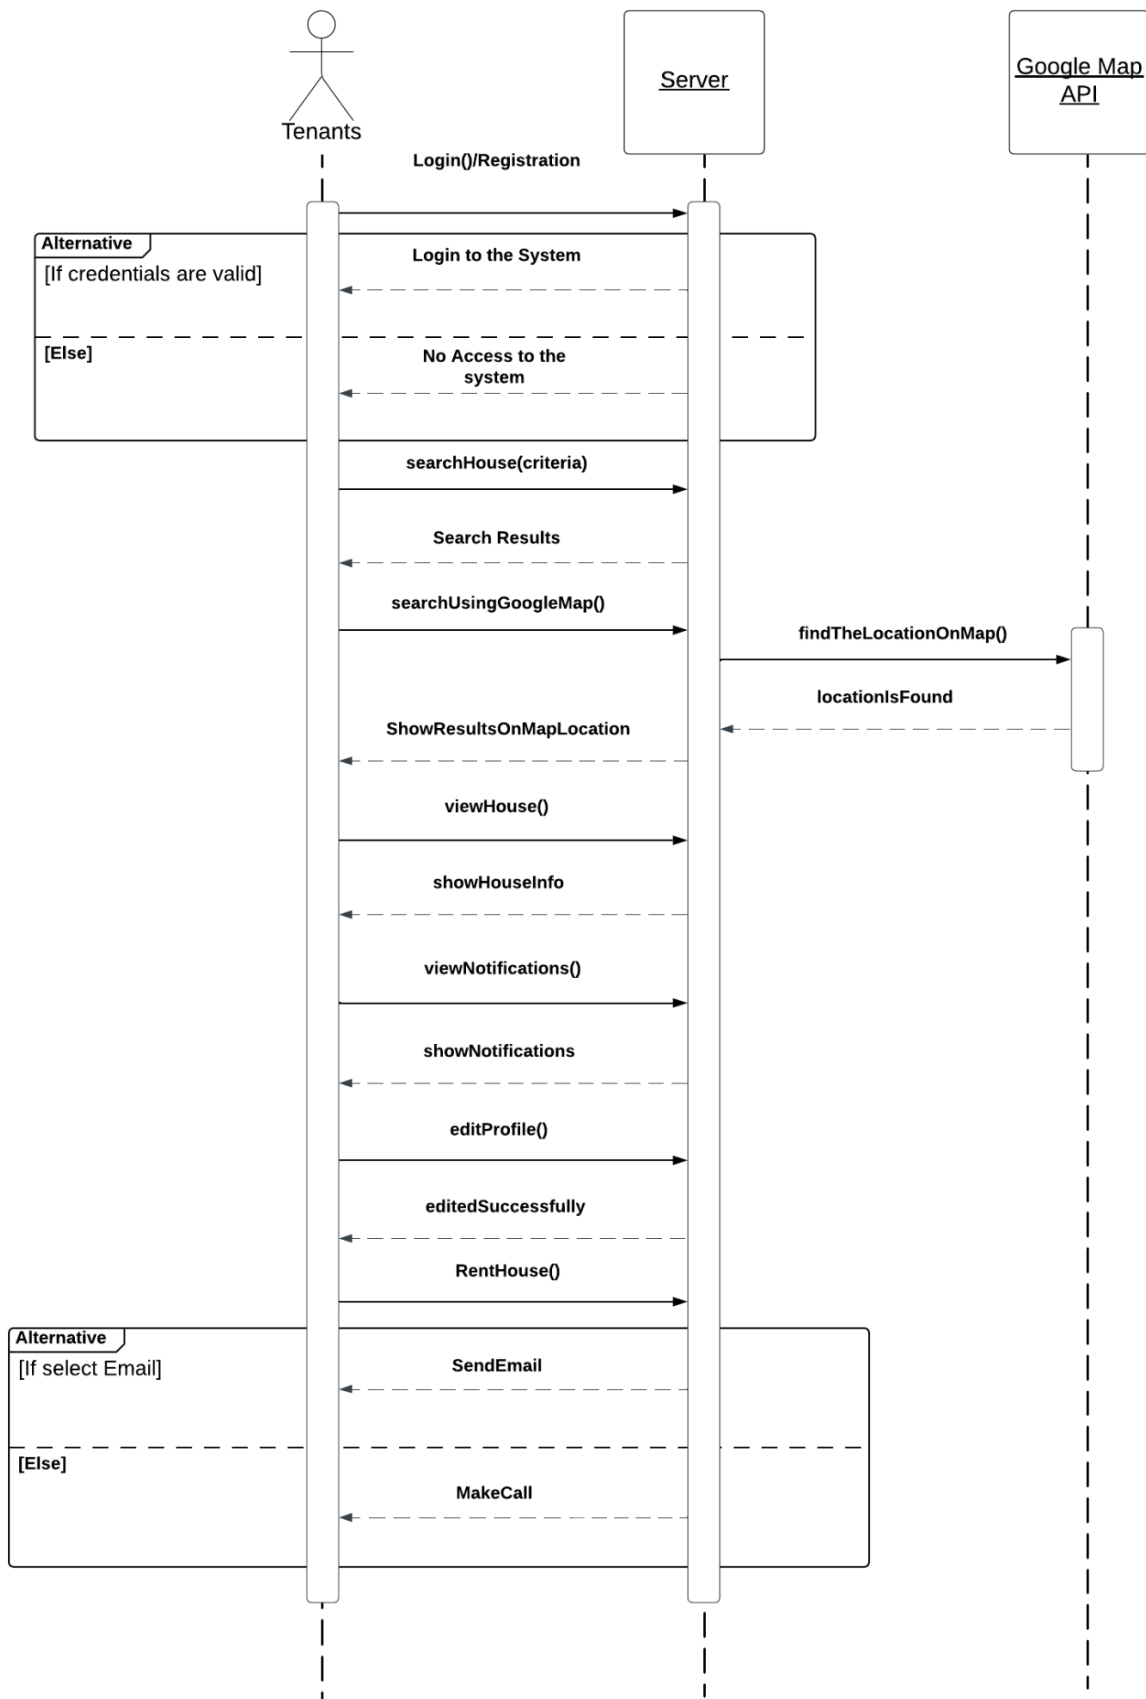 Tenants
Server
Google Map
API
Login()/Registration
Alternative
[If credentials are valid]
Login to the System
[Else]
No Access to the
system
searchHouse(criteria)
Search Results
searchUsingGoogleMap()
findTheLocationOnMap()
locationIsFound
ShowResultsOnMapLocation
viewHouse()
showHouseInfo
viewNotifications()
showNotifications
editProfile()
editedSuccessfully
RentHouse()
Alternative
[If select Email]
SendEmail
[Else]
MakeCall